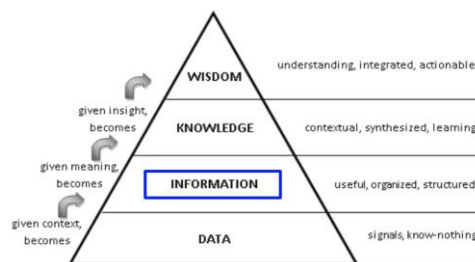 WISDOM
understanding, integrated, actionable
given insight,
becomes
KNOWLEDGE
contextual, synthesized, learning
given meaning,
becomes
INFORMATION
useful, organized, structured
given context,
becomes
DATA
signals, know-nothing